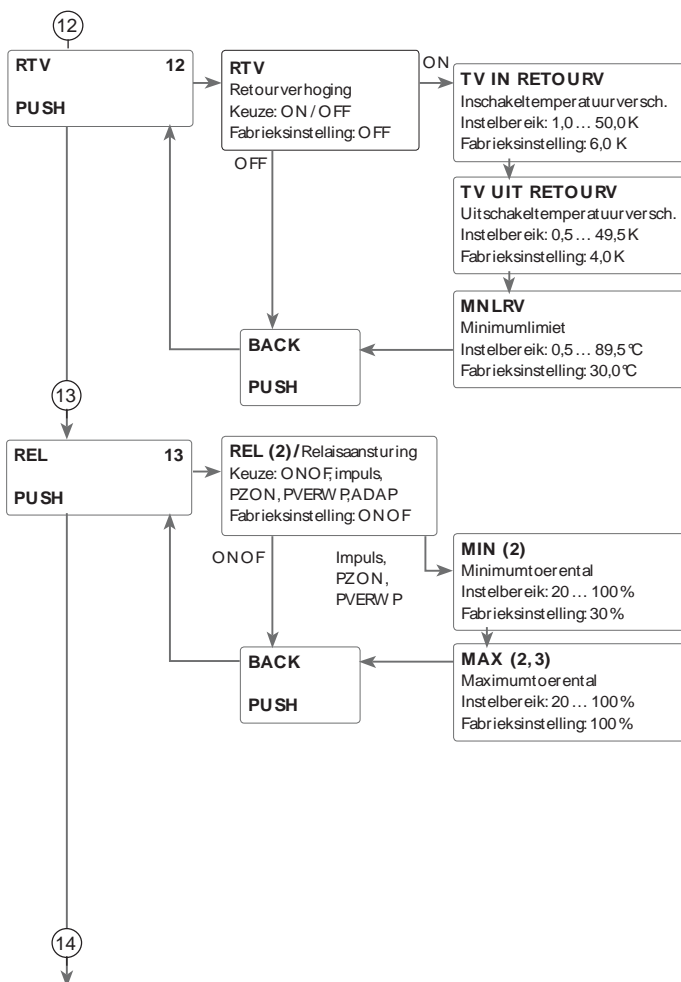 12
RTV 12
PUSH
RTV
Retourverhoging
Keuze: ON / OFF
Fabrieksinstelling: OFF
ON
OFF
TV IN RETOURV
Inschakeltemperatuurversch.
Instelbereik: 1,0 ... 50,0 K
Fabrieksinstelling: 6,0 K
TV UIT RETOURV
Uitschakeltemperatuurversch.
Instelbereik: 0,5 ... 49,5 K
Fabrieksinstelling: 4,0 K
MNLRV
Minimumlimiet
Instelbereik: 0,5 ... 89,5 °C
Fabrieksinstelling: 30,0 °C
BACK
PUSH
13
REL 13
PUSH
REL (2) / Relaisaansturing
Keuze: ONOF, impuls,
PZON, PVERWP, ADAP
Fabrieksinstelling: ONOF
ONOF
Impuls,
PZON,
PVERWP
MIN (2)
Minimumtoerental
Instelbereik: 20 ... 100 %
Fabrieksinstelling: 30 %
MAX (2, 3)
Maximumtoerental
Instelbereik: 20 ... 100 %
Fabrieksinstelling: 100 %
BACK
PUSH
14